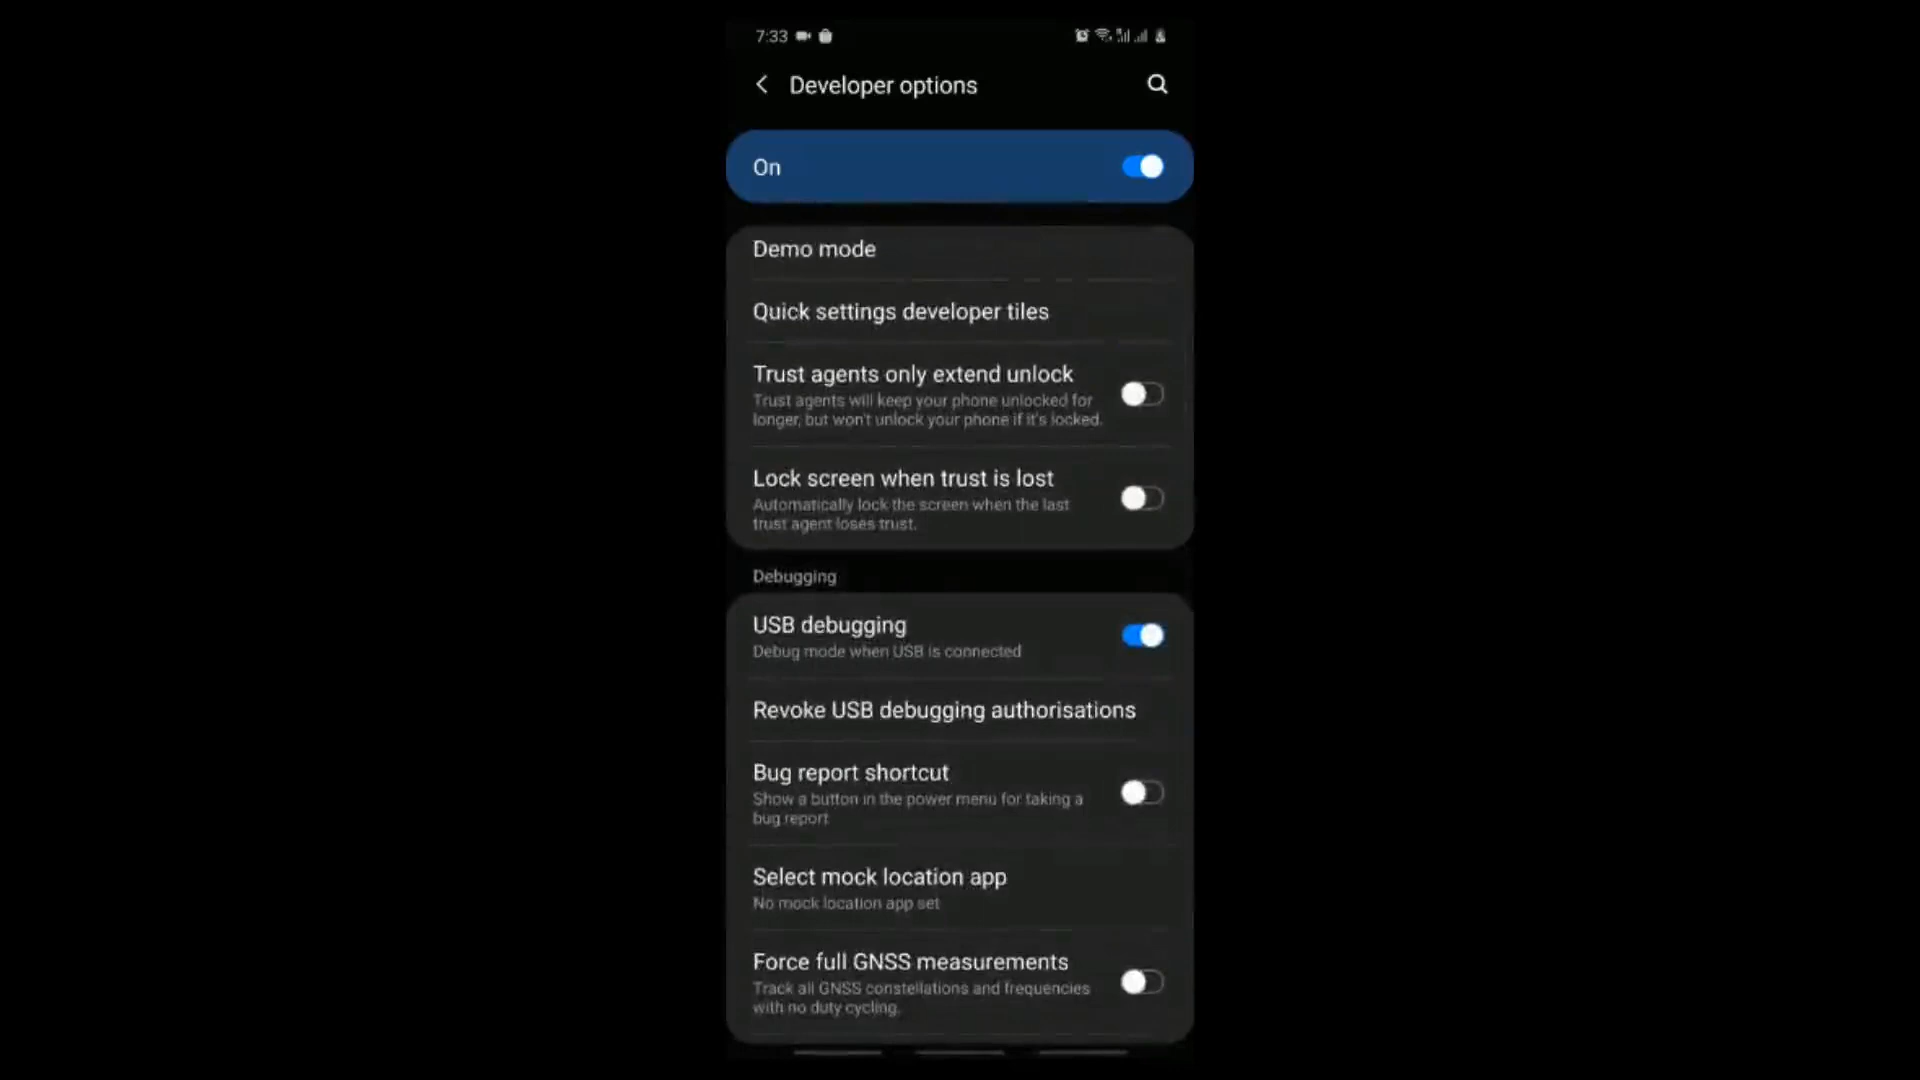 7:33
Developer options
On
Demo mode
Quick settings developer tiles
Trust agents only extend unlock
Trust agents will keep your phone unlocked for
longer, but won't unlock your phone if it's locked.
Lock screen when trust is lost
Automatically lock the screen when the last
trust agent loses trust.
Debugging
USB debugging
Debug mode when USB is connected
Revoke USB debugging authorisations
Bug report shortcut
Show a button in the power menu for taking a
bug report
Select mock location app
No mock location app set
Force full GNSS measurements
Track all GNSS constellations and frequencies
with no duty cycling.